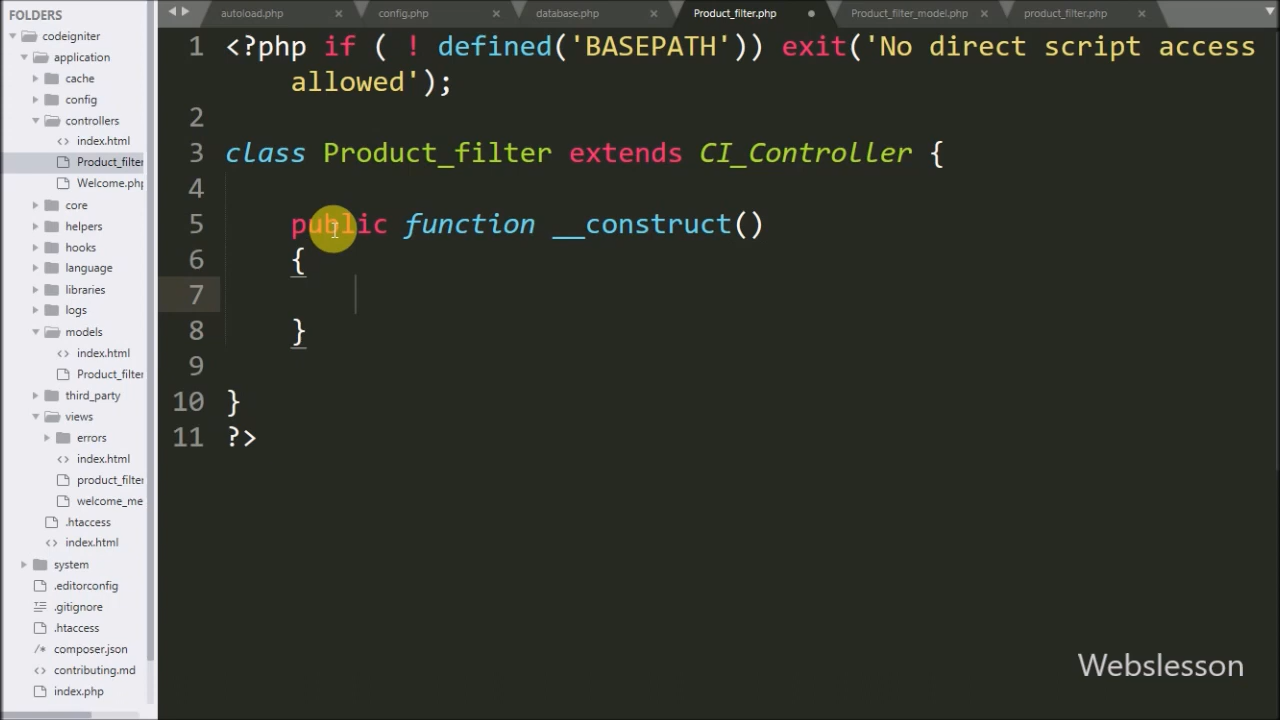 FOLDERS
codeigniter
application
cache
config
controllers
index.html
Product_filter
Welcome.php
core
helpers
hooks
language
libraries
logs
models
index.html
Product_filter
third_party
views
errors
index.html
product_filter
welcome_me
.htaccess
index.html
system
.editorconfig
.gitignore
.htaccess
composer.json
contributing.md
index.php
autoload.php
config.php
database.php
Product_filter.php
Product_filter_model.php
product_filter.php
1 <?php if ( ! defined('BASEPATH')) exit('No direct script access
allowed');
2
3 class Product_filter extends CI_Controller {
4
5 public function __construct()
6 {
7
8 }
9
10 }
11 ?>
Webslesson